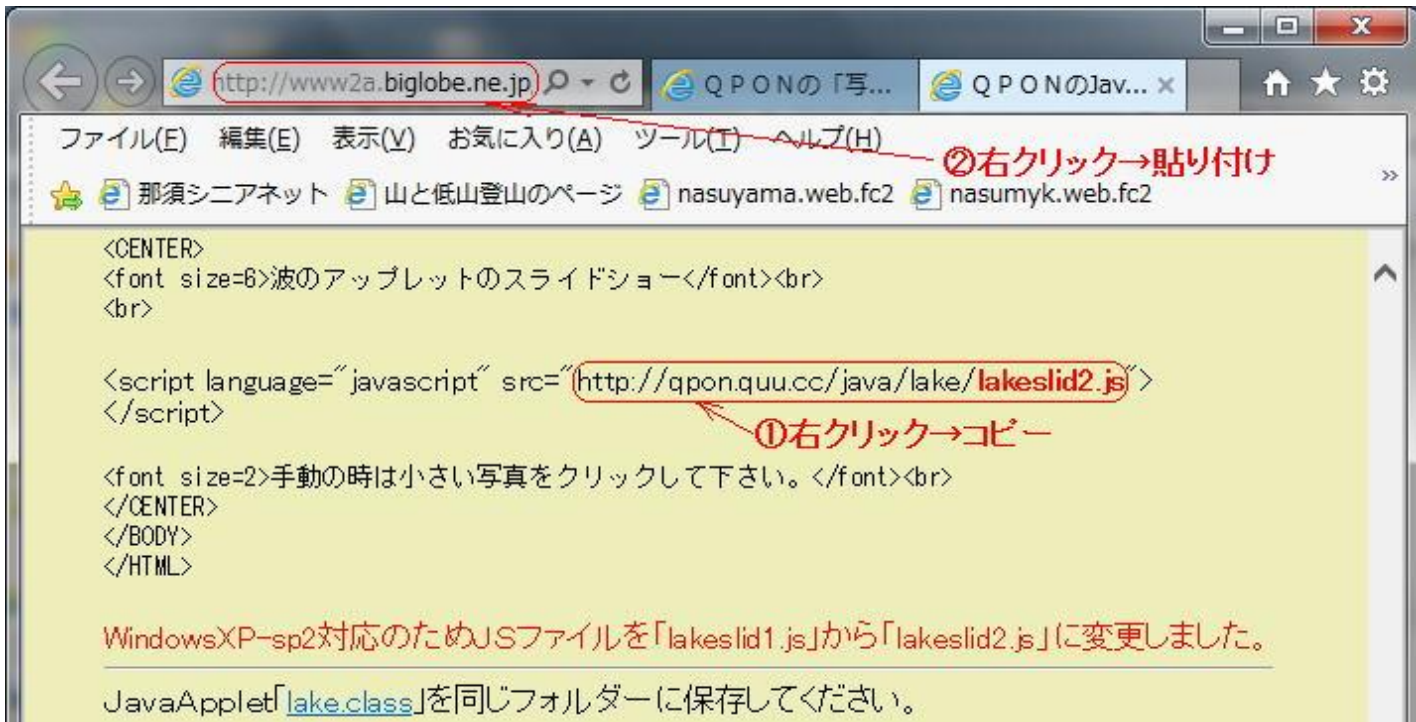 http://www2a.biglobe.ne.jp
ＱＰＯＮの「写...
ＱＰＯＮのJav...
ファイル(F) 編集(E) 表示(V) お気に入り(A) ツール(T) ヘルプ(H)
②右クリック→貼り付け
那須シニアネット 山と低山登山のページ nasuyama.web.fc2 nasumyk.web.fc2
<CENTER>
<font size=6>波のアップレットのスライドショー</font><br>
<br>
<script language="javascript" src="http://qpon.quu.cc/java/lake/lakeslid2.js">
</script>
①右クリック→コピー
<font size=2>手動の時は小さい写真をクリックして下さい。</font><br>
</CENTER>
</BODY>
</HTML>
WindowsXP-sp2対応のためJSファイルを「lakeslid1.js」から「lakeslid2.js」に変更しました。
JavaApplet「lake.class」を同じフォルダーに保存してください。